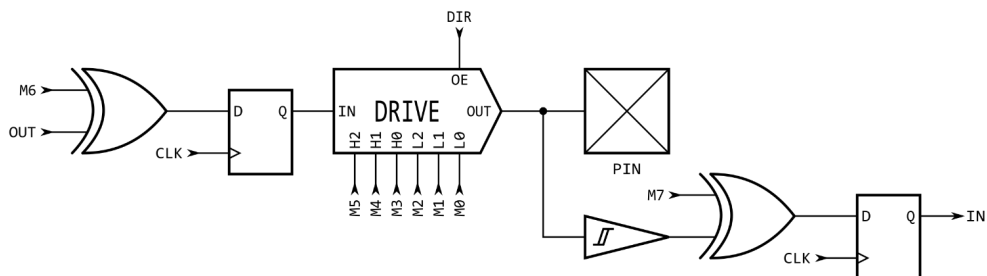 DIR
OE
M6
OUT
D
Q
CLK
IN
DRIVE
OUT
H2
H1
H0
L2
L1
L0
M5
M4
M3
M2
M1
M0
PIN
M7
D
Q
IN
CLK